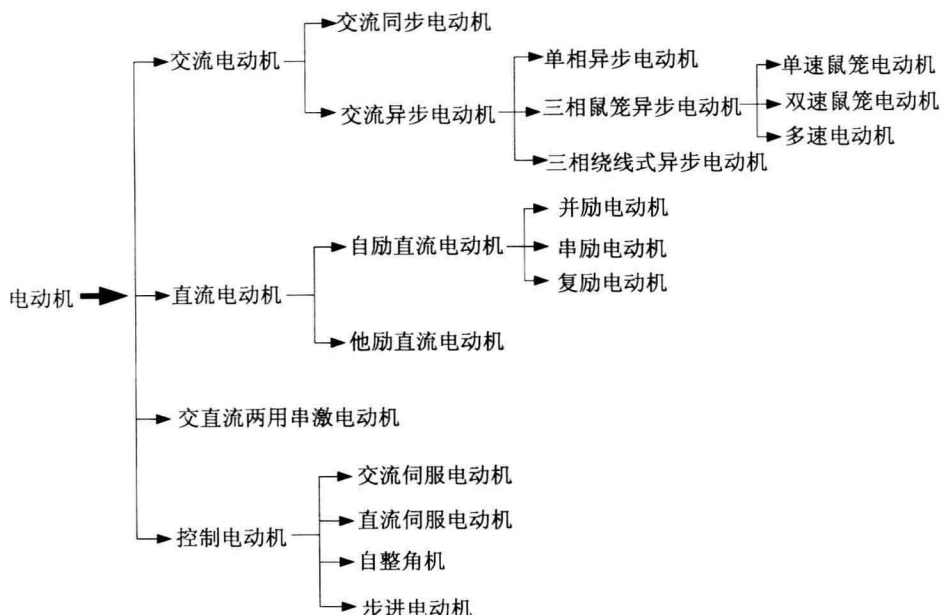 电动机
交流电动机
交流同步电动机
交流异步电动机
单相异步电动机
三相鼠笼异步电动机
单速鼠笼电动机
双速鼠笼电动机
多速电动机
三相绕线式异步电动机
直流电动机
自励直流电动机
并励电动机
串励电动机
复励电动机
他励直流电动机
交直流两用串激电动机
控制电动机
交流伺服电动机
直流伺服电动机
自整角机
步进电动机